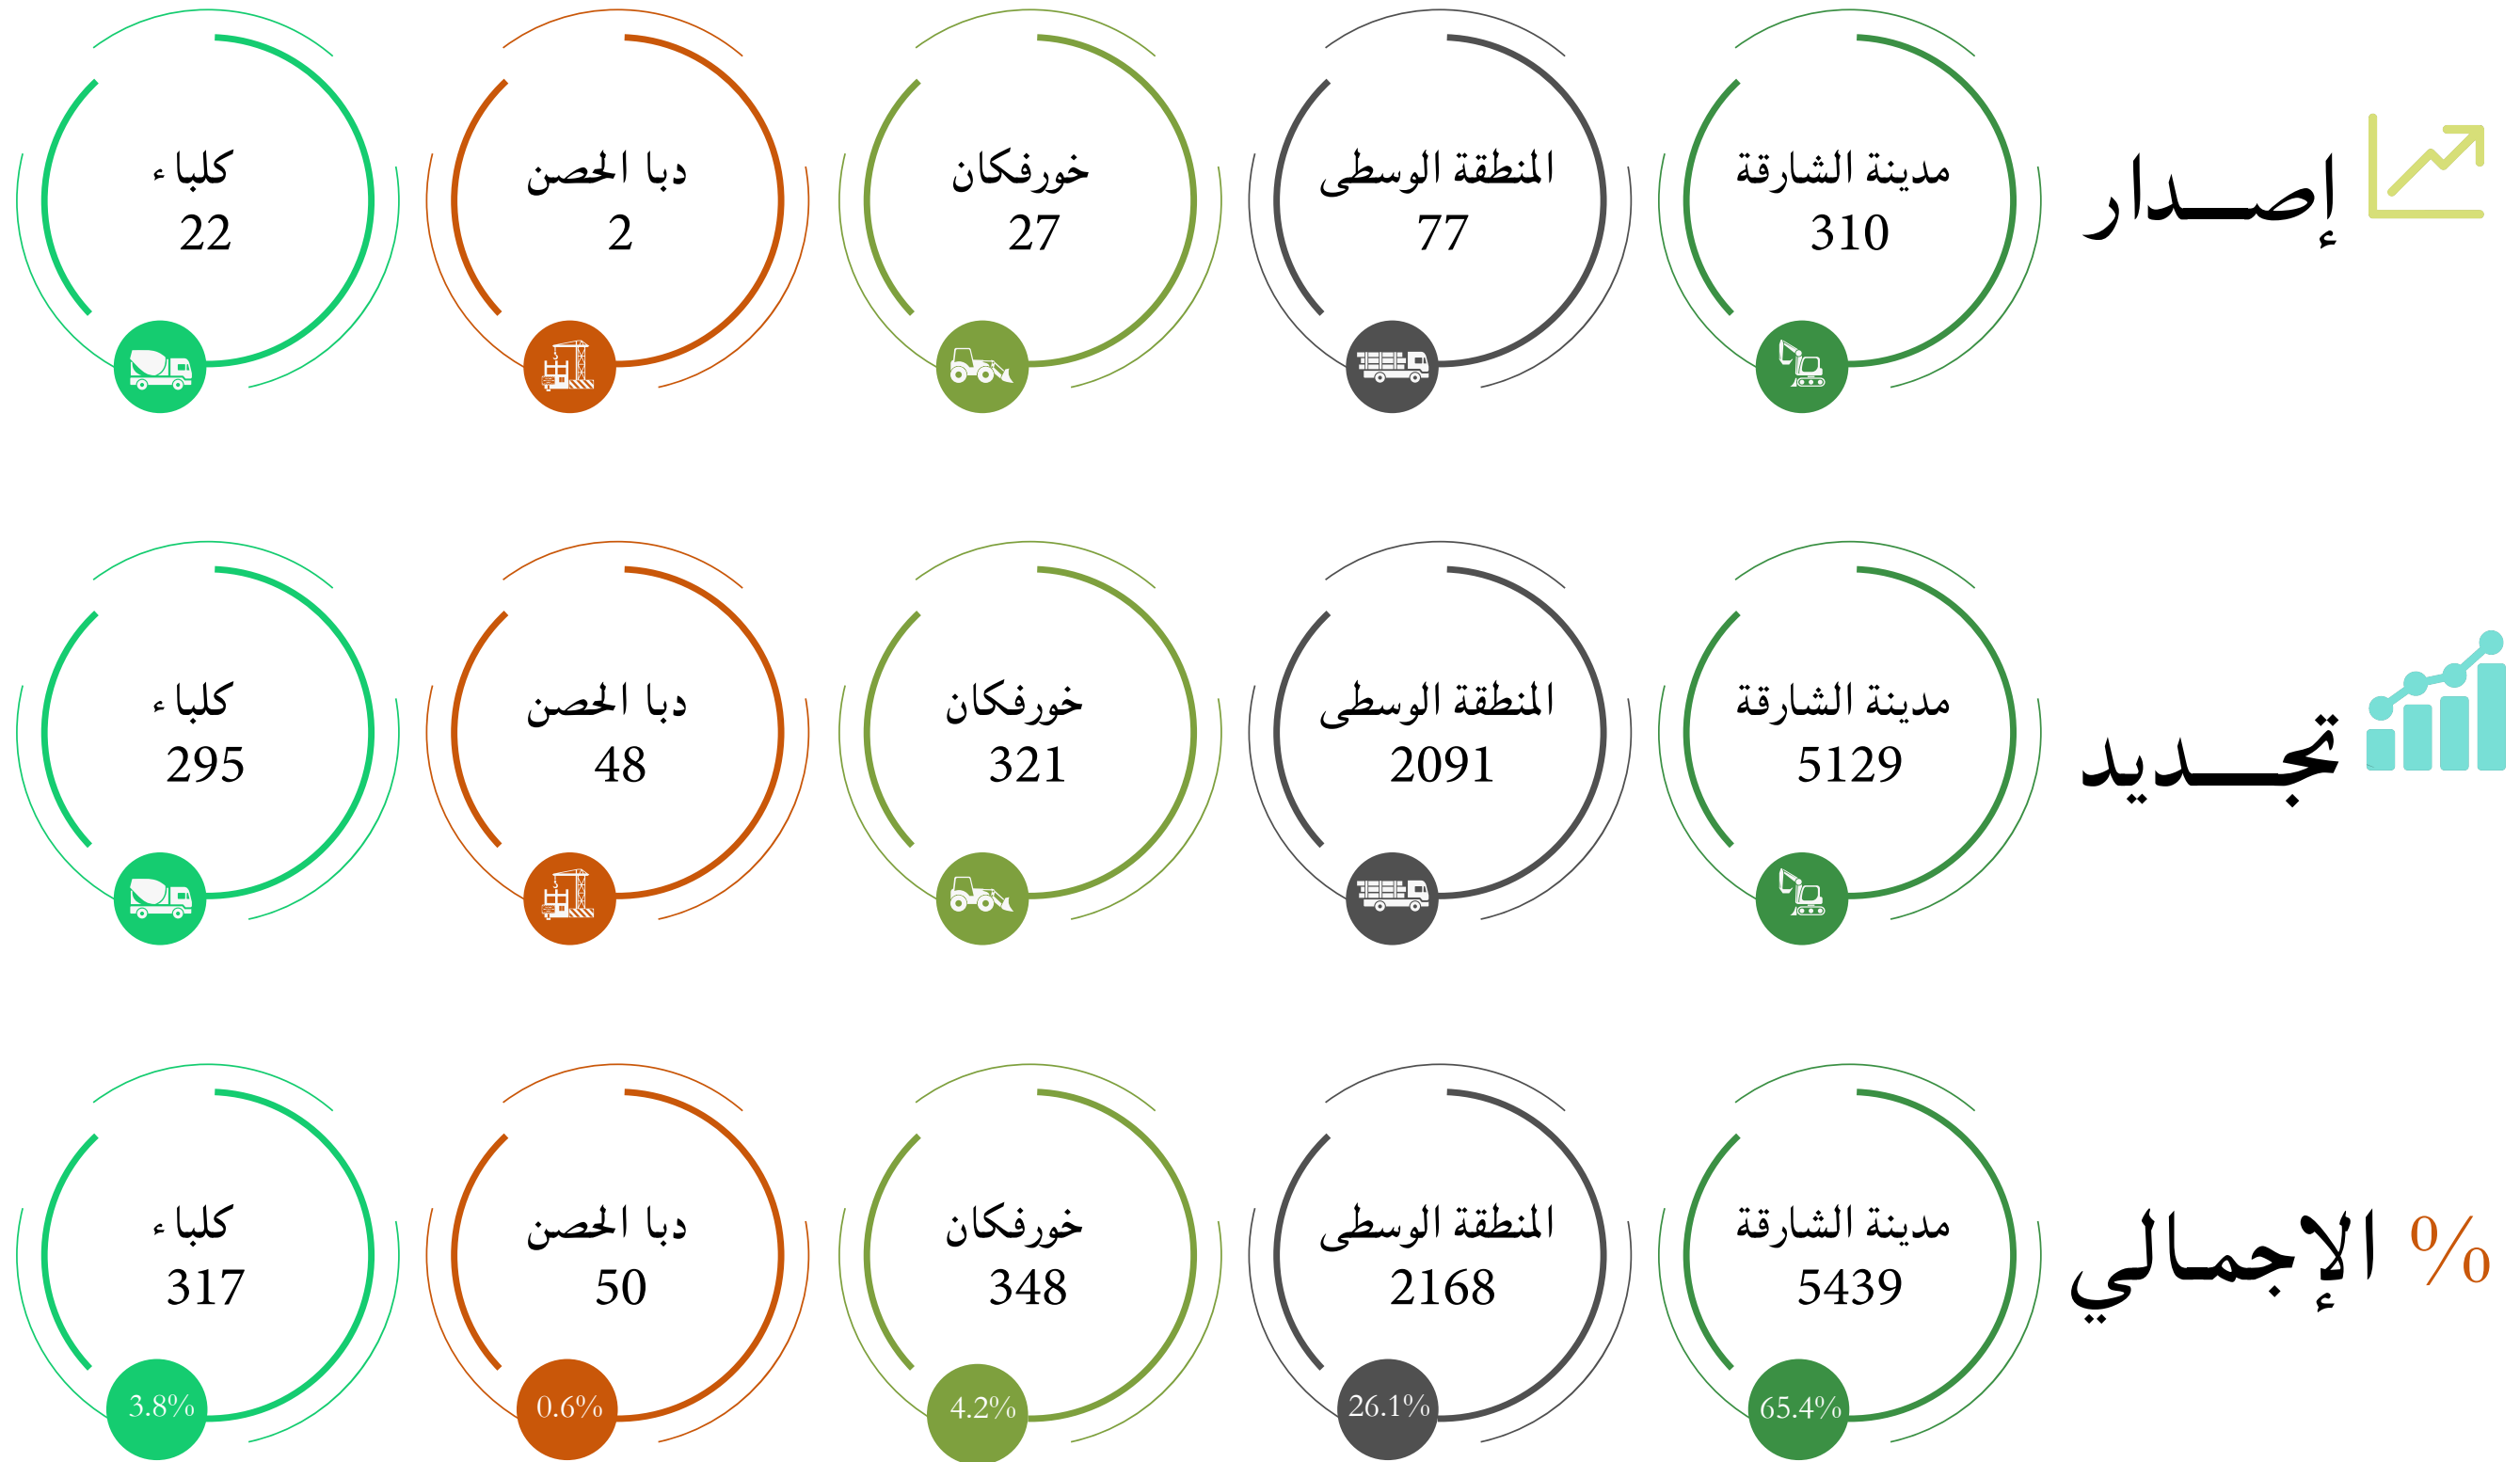 إصدار
مدينة الشارقة
310
المنطقة الوسطى
77
خورفكان
27
دبا الحصن
2
كلباء
22
تجديد
مدينة الشارقة
5129
المنطقة الوسطى
2091
خورفكان
321
دبا الحصن
48
كلباء
295
% الإجمالي
مدينة الشارقة
5439
65.4%
المنطقة الوسطى
2168
26.1%
خورفكان
348
4.2%
دبا الحصن
50
0.6%
كلباء
317
3.8%